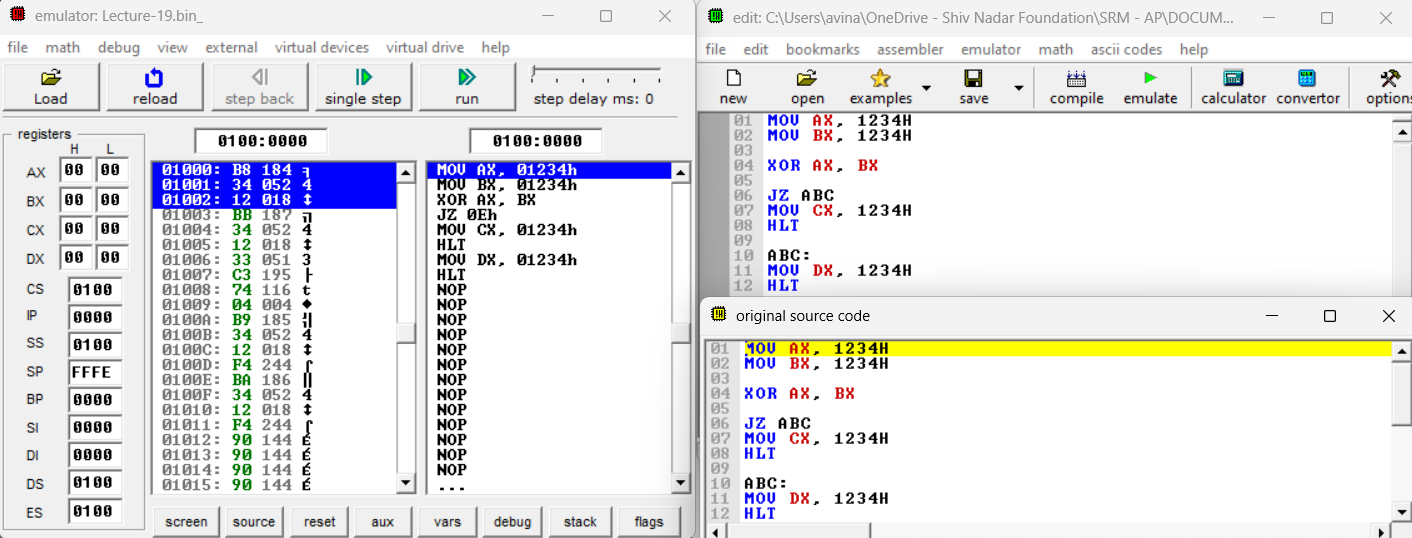 emulator: Lecture-19.bin_
file math debug view external virtual devices virtual drive help
Load reload step back single step run step delay ms: 0
registers
H L
AX 00 00
BX 00 00
CX 00 00
DX 00 00
CS 0100
IP 0000
SS 0100
SP FFFE
BP 0000
SI 0000
DI 0000
DS 0100
ES 0100
0100:0000
01000: B8 184 ╕
01001: 34 052 4
01002: 12 018 ↕
01003: BB 187 ╗
01004: 34 052 4
01005: 12 018 ↕
01006: 33 051 3
01007: C3 195 ├
01008: 74 116 t
01009: 04 004 ♦
0100A: B9 185 ╣
0100B: 34 052 4
0100C: 12 018 ↕
0100D: F4 244 ⌠
0100E: BA 186 ║
0100F: 34 052 4
01010: 12 018 ↕
01011: F4 244 ⌠
01012: 90 144 É
01013: 90 144 É
01014: 90 144 É
01015: 90 144 É
0100:0000
MOV AX, 01234h
MOV BX, 01234h
XOR AX, BX
JZ 0Eh
MOV CX, 01234h
HLT
MOV DX, 01234h
HLT
NOP
NOP
NOP
NOP
NOP
NOP
NOP
NOP
NOP
NOP
NOP
NOP
NOP
...
screen source reset aux vars debug stack flags
edit: C:\Users\avina\OneDrive - Shiv Nadar Foundation\SRM - AP\DOCUM...
file edit bookmarks assembler emulator math ascii codes help
new open examples save compile emulate calculator convertor options
01 MOV AX, 1234H
02 MOV BX, 1234H
03
04 XOR AX, BX
05
06 JZ ABC
07 MOV CX, 1234H
08 HLT
09
10 ABC:
11 MOV DX, 1234H
12 HLT
original source code
01 MOV AX, 1234H
02 MOV BX, 1234H
03
04 XOR AX, BX
05
06 JZ ABC
07 MOV CX, 1234H
08 HLT
09
10 ABC:
11 MOV DX, 1234H
12 HLT